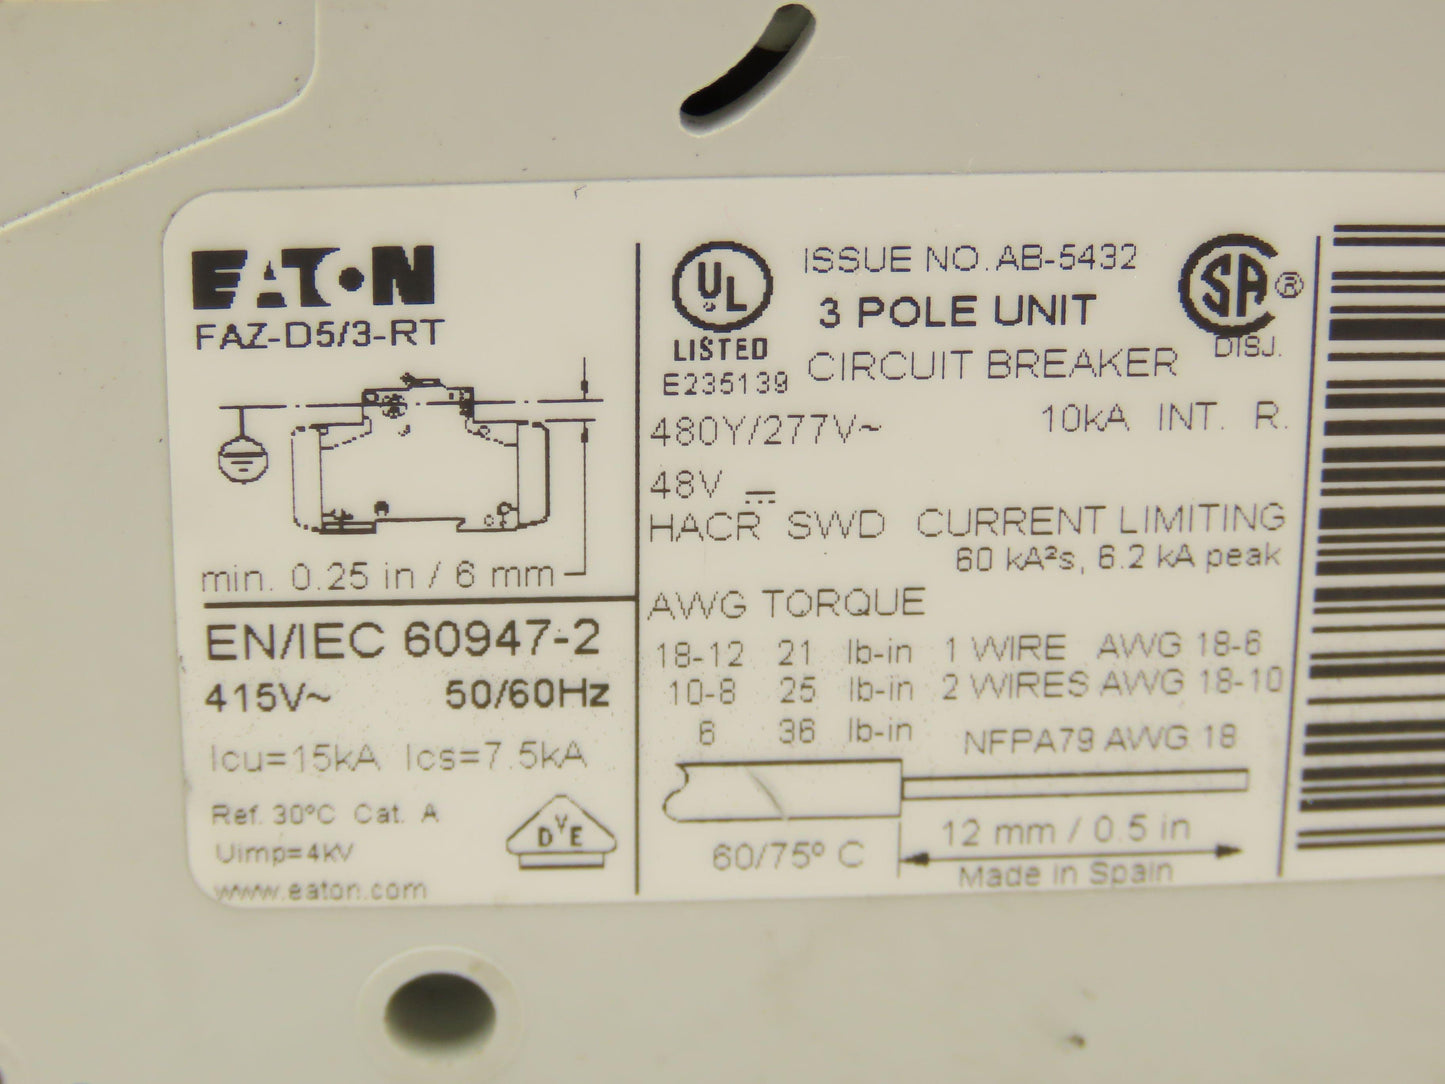 EATON
FAZ-D5/3-RT
min. 0.25 in / 6 mm
EN/IEC 60947-2
415V~ 50/60Hz
Icu=15kA Ics=7.5kA
Ref. 30°C Cat. A
Uimp=4kV
www.eaton.com
DVE
UL
LISTED
E235139
ISSUE NO. AB-5432
3 POLE UNIT
CIRCUIT BREAKER
SA ®
DISJ.
480Y/277V~ 10kA INT. R.
48V ⎓
HACR SWD CURRENT LIMITING
60 kA²s, 6.2 kA peak
AWG TORQUE
18-12 21 lb-in 1 WIRE AWG 18-6
10-8 25 lb-in 2 WIRES AWG 18-10
6 36 lb-in NFPA79 AWG 18
60/75° C
12 mm / 0.5 in
Made in Spain